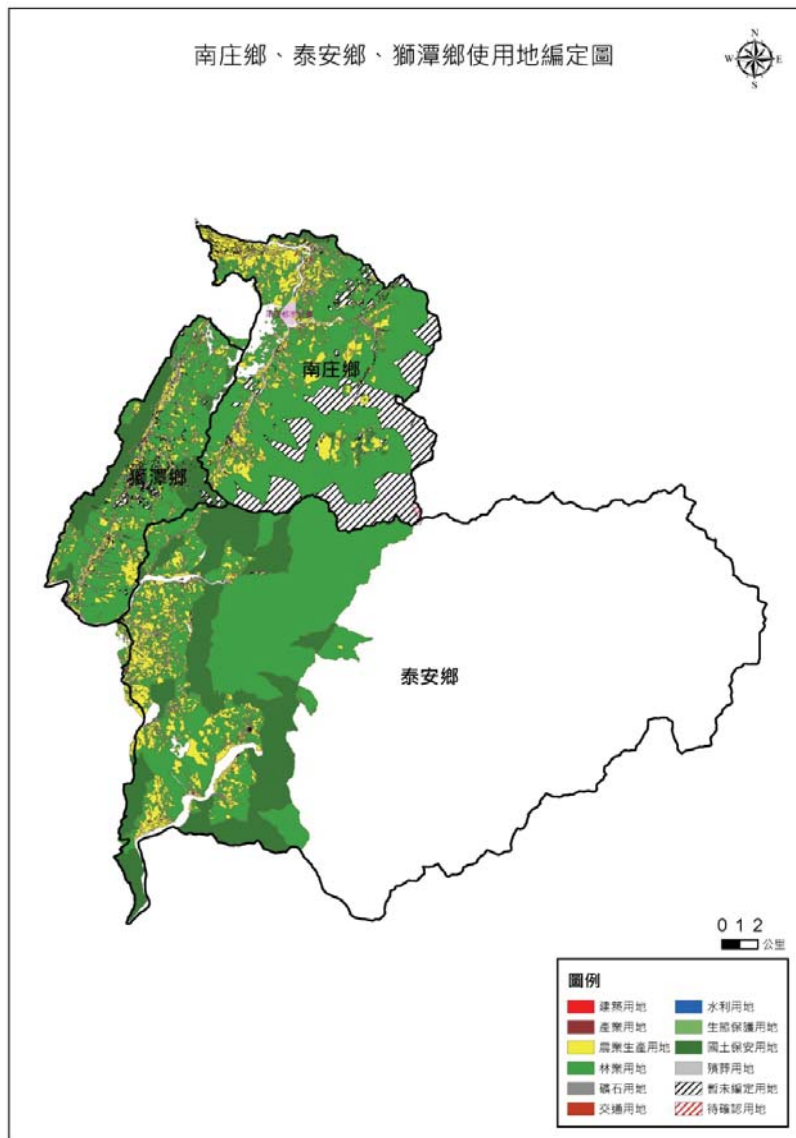 南庄鄉、泰安鄉、獅潭鄉使用地編定圖
N
W E
S
南庄鄉
獅潭鄉
泰安鄉
0 1 2
公里
圖例
建築用地
產業用地
農業生產用地
林業用地
礦石用地
交通用地
水利用地
生態保護用地
國土保安用地
殯葬用地
暫未編定用地
待確認用地